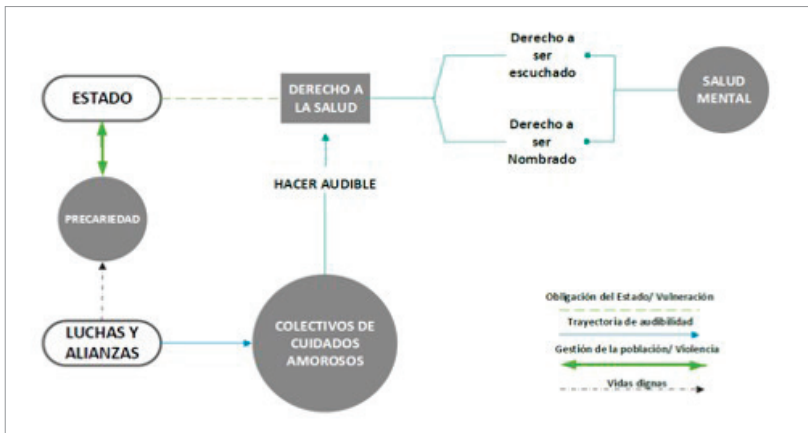 ESTADO
DERECHO A
LA SALUD
Derecho a
ser
escuchado
Derecho a
ser
Nombrado
SALUD
MENTAL
PRECARIEDAD
HACER AUDIBLE
LUCHAS Y
ALIANZAS
COLECTIVOS DE
CUIDADOS
AMOROSOS
Obligación del Estado/ Vulneración
Trayectoria de audibilidad
Gestión de la población/ Violencia
Vidas dignas